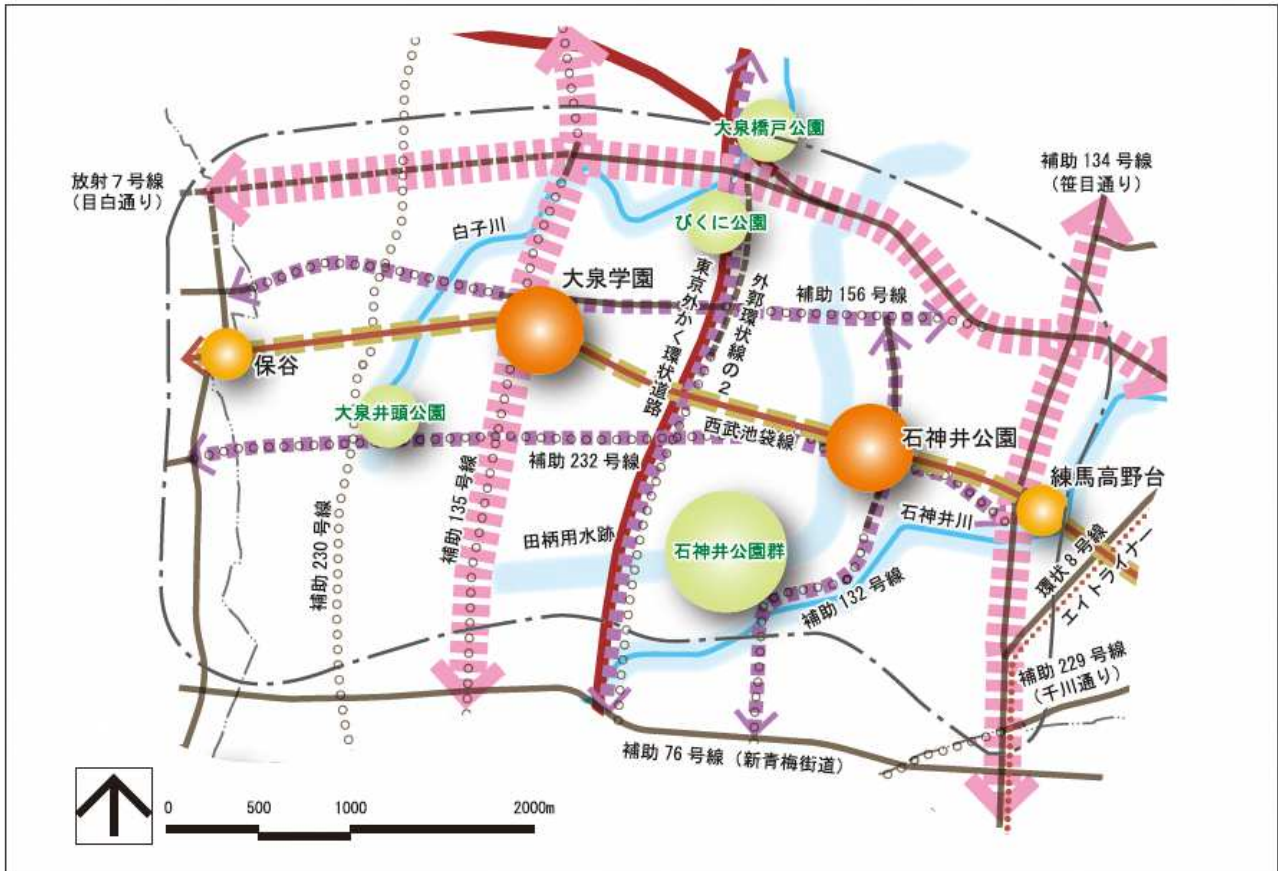 大泉橋戸公園
補助 134 号線
（笹目通り）
放射７号線
（目白通り）
白子川
びくに公園
大泉学園
東京外かく環状道路
外郭環状線の２
補助 156 号線
保谷
大泉井頭公園
西武池袋線
石神井公園
補助 232 号線
練馬高野台
補助 230 号線
補助 135 号線
田柄用水跡
石神井公園群
石神井川
環状８号線
エイトライナー
補助 132 号線
補助 229 号線
（千川通り）
補助 76 号線（新青梅街道）
0 500 1000 2000m